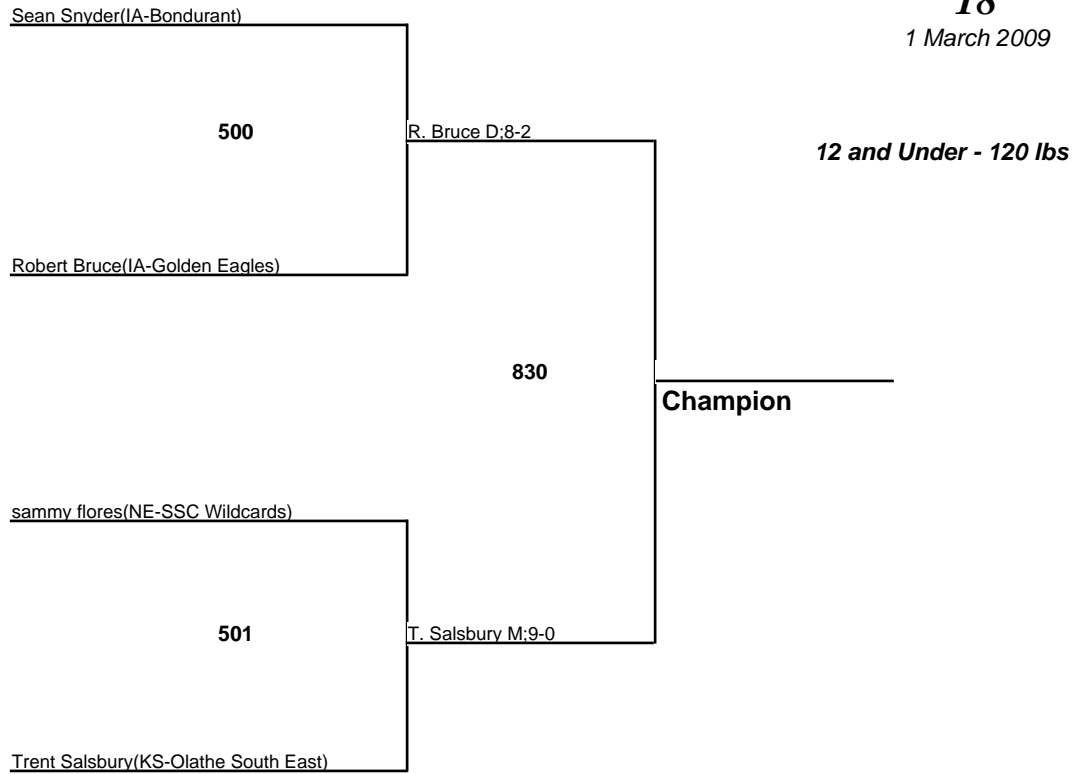 Sean Snyder(IA-Bondurant)
18
1 March 2009
500
R. Bruce D;8-2
12 and Under - 120 lbs
Robert Bruce(IA-Golden Eagles)
830
Champion
sammy flores(NE-SSC Wildcards)
501
T. Salsbury M;9-0
Trent Salsbury(KS-Olathe South East)